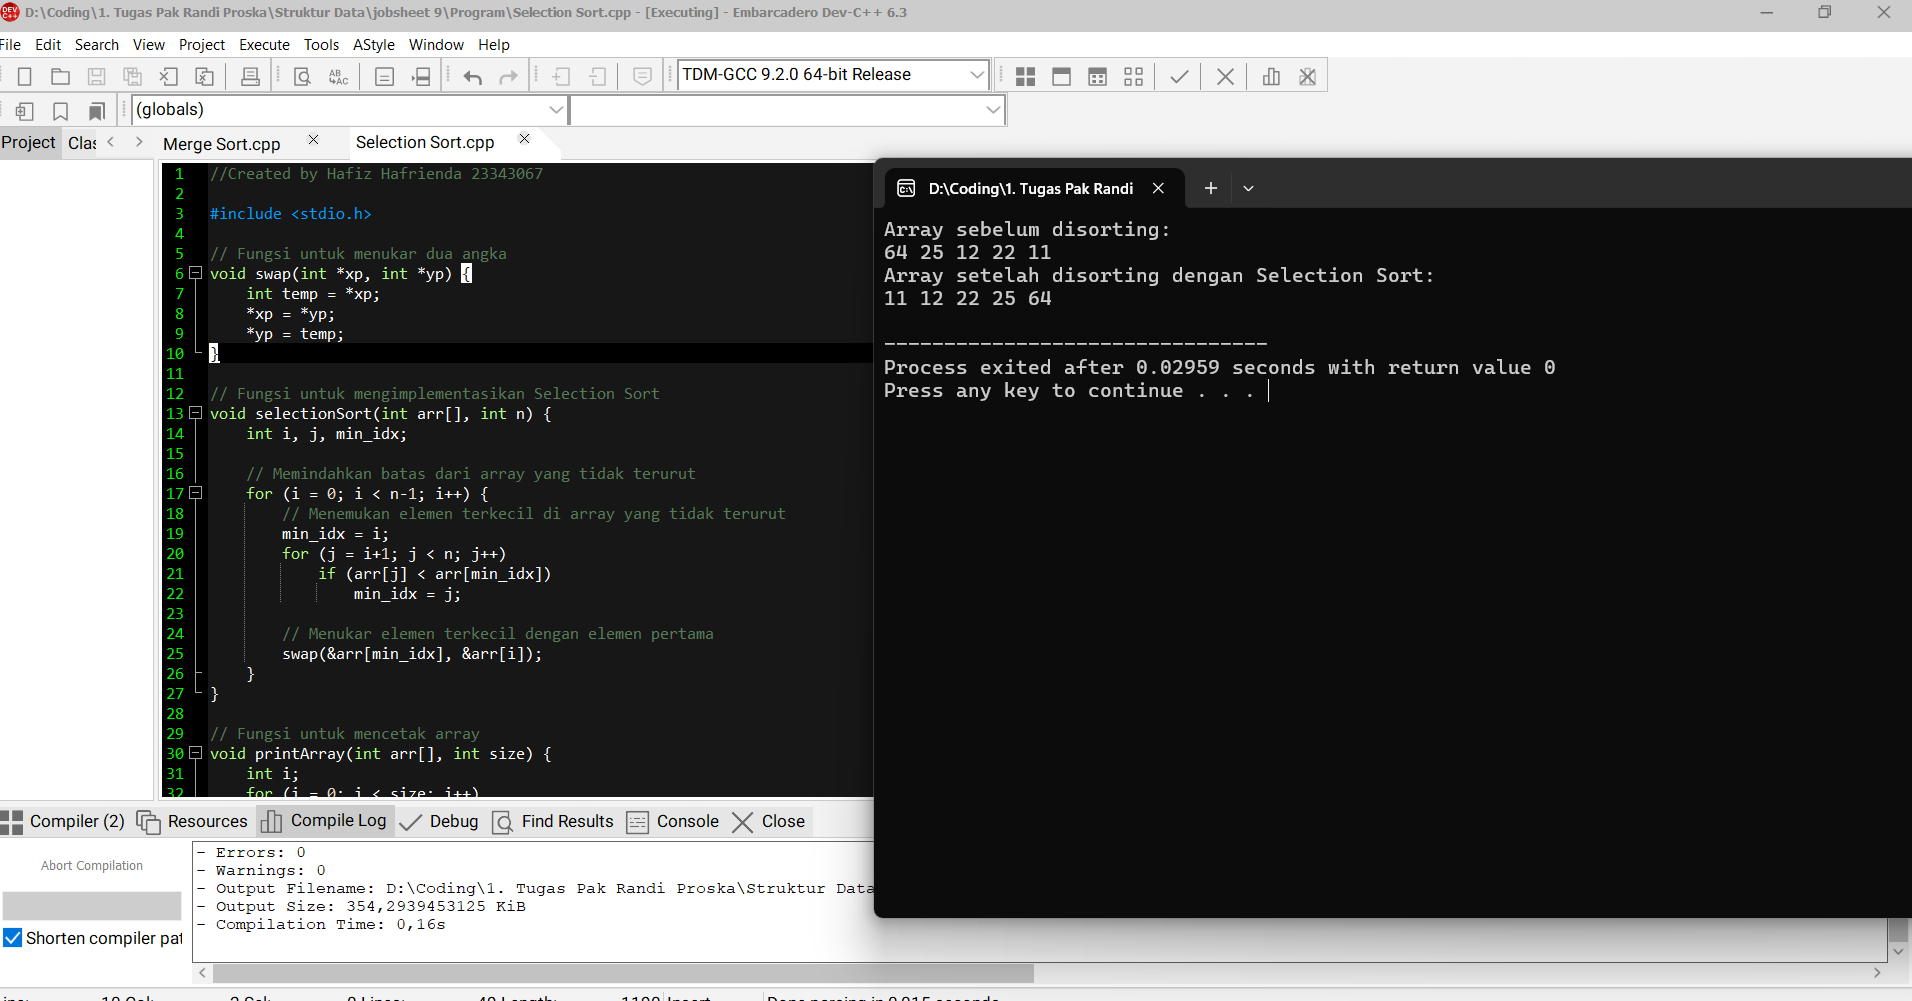 D:\Coding\1. Tugas Pak Randi Proska\Struktur Data\jobsheet 9\Program\Selection Sort.cpp - [Executing] - Embarcadero Dev-C++ 6.3
File Edit Search View Project Execute Tools AStyle Window Help
TDM-GCC 9.2.0 64-bit Release
(globals)
Project Clas Merge Sort.cpp Selection Sort.cpp
1 //Created by Hafiz Hafrienda 23343067
2
3 #include <stdio.h>
4
5 // Fungsi untuk menukar dua angka
6 void swap(int *xp, int *yp) {
7 int temp = *xp;
8 *xp = *yp;
9 *yp = temp;
10 }
11
12 // Fungsi untuk mengimplementasikan Selection Sort
13 void selectionSort(int arr[], int n) {
14 int i, j, min_idx;
15
16 // Memindahkan batas dari array yang tidak terurut
17 for (i = 0; i < n-1; i++) {
18 // Menemukan elemen terkecil di array yang tidak terurut
19 min_idx = i;
20 for (j = i+1; j < n; j++)
21 if (arr[j] < arr[min_idx])
22 min_idx = j;
23
24 // Menukar elemen terkecil dengan elemen pertama
25 swap(&arr[min_idx], &arr[i]);
26 }
27 }
28
29 // Fungsi untuk mencetak array
30 void printArray(int arr[], int size) {
31 int i;
32 for (i = 0; i < size; i++)
D:\Coding\1. Tugas Pak Randi
Array sebelum disorting:
64 25 12 22 11
Array setelah disorting dengan Selection Sort:
11 12 22 25 64
--------------------------------
Process exited after 0.02959 seconds with return value 0
Press any key to continue . . .
Compiler (2) Resources Compile Log Debug Find Results Console Close
Abort Compilation
Shorten compiler pat
- Errors: 0
- Warnings: 0
- Output Filename: D:\Coding\1. Tugas Pak Randi Proska\Struktur Data
- Output Size: 354,2939453125 KiB
- Compilation Time: 0,16s